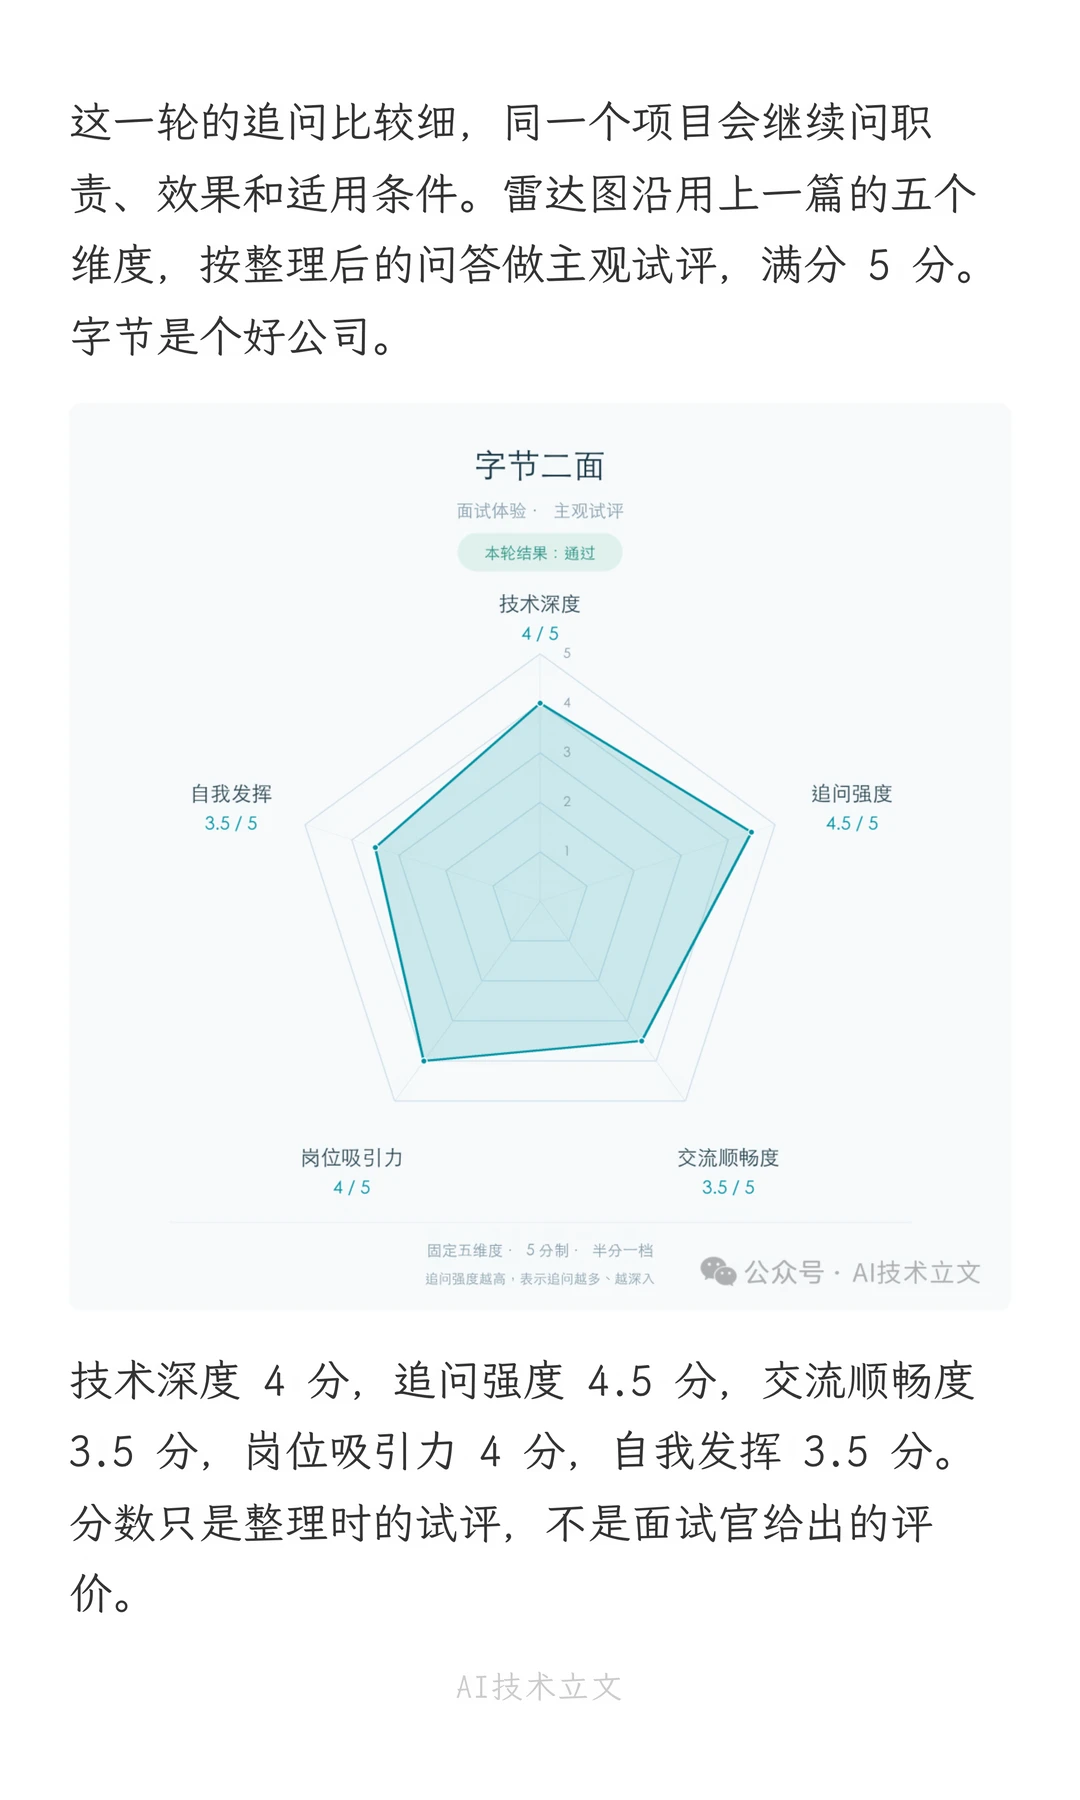 这一轮的追问比较细，同一个项目会继续问职
责、效果和适用条件。雷达图沿用上一篇的五个
维度，按整理后的问答做主观试评，满分 5 分。
字节是个好公司。
字节二面
面试体验· 主观试评
本轮结果：通过
技术深度
4 / 5
5
4
3
2
1
自我发挥
3.5 / 5
追问强度
4.5 / 5
岗位吸引力
4 / 5
交流顺畅度
3.5 / 5
固定五维度· 5 分制· 半分一档
追问强度越高，表示追问越多、越深入
公众号 · AI技术立文
技术深度 4 分，追问强度 4.5 分，交流顺畅度
3.5 分，岗位吸引力 4 分，自我发挥 3.5 分。
分数只是整理时的试评，不是面试官给出的评
价。
AI技术立文